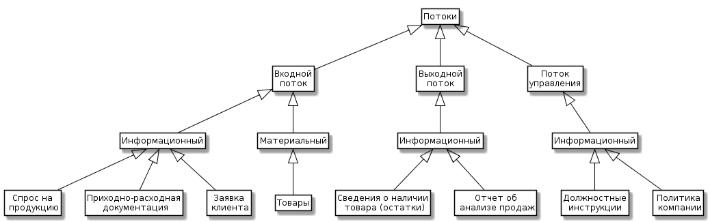 Потоки
Входной
поток
Выходной
поток
Поток
управления
Информационный
Материальный
Информационный
Информационный
Спрос на
продукцию
Приходно-расходная
документация
Заявка
клиента
Товары
Сведения о наличии
товара (остатки)
Отчет об
анализе продаж
Должностные
инструкции
Политика
компании